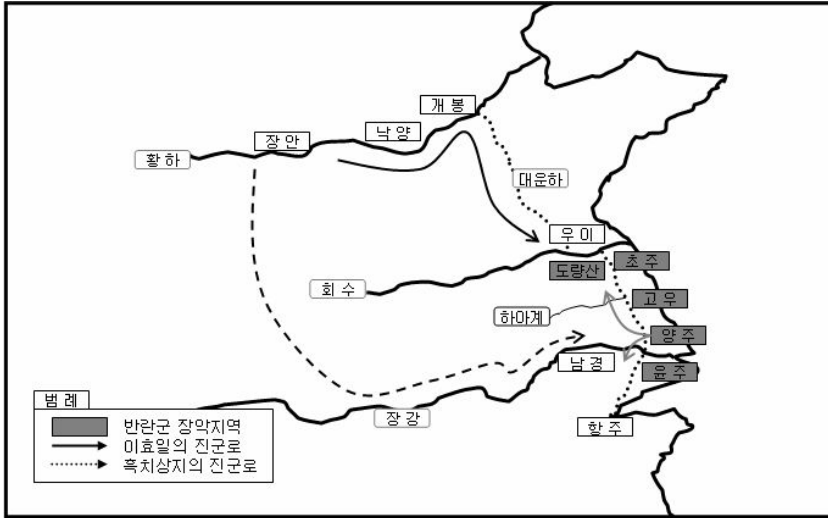 개봉
낙양
장안
황하
대운하
우이
초주
도량산
회수
고우
하아계
양주
남경
윤주
장강
항주
범례
반란군 장악지역
이효일의 진군로
흑치상지의 진군로